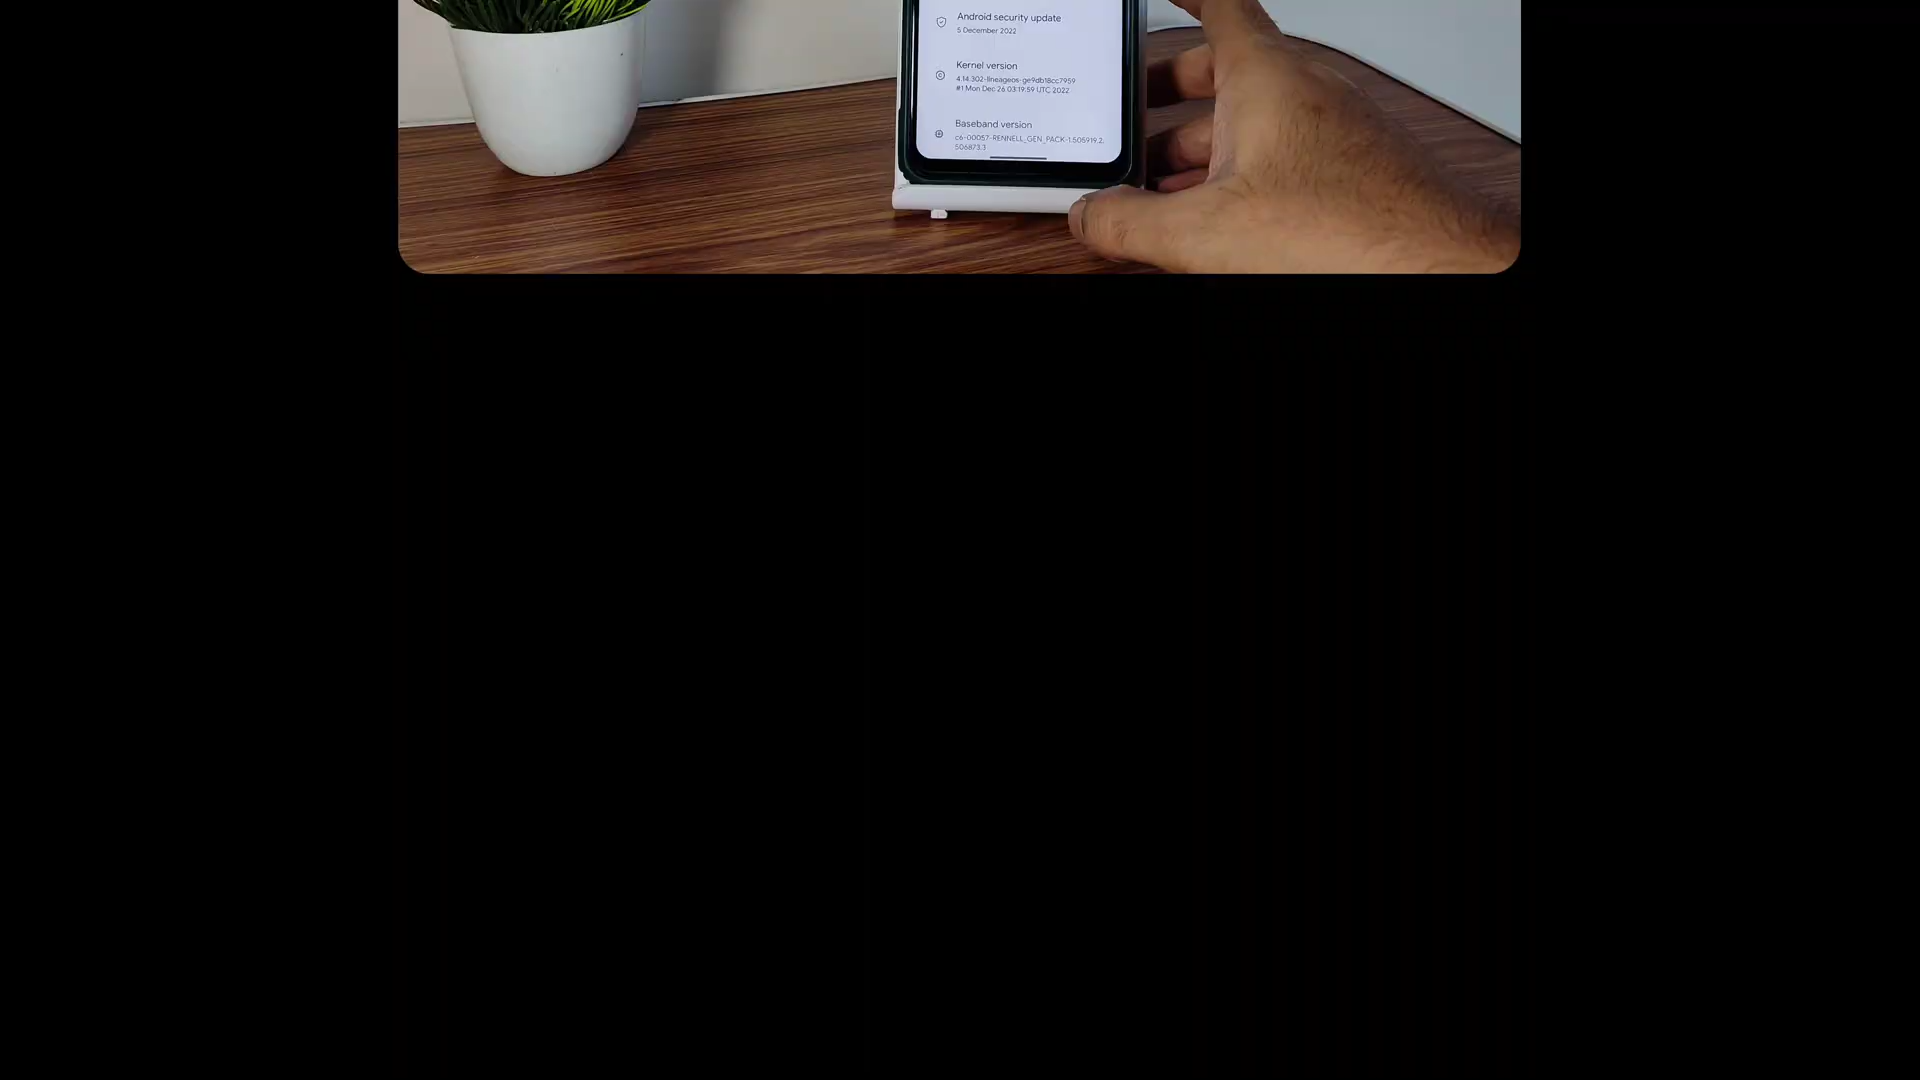 Android security update
5 December 2022
Kernel version
4.14.302-lineageos-ge9db18cc7959
#1 Mon Dec 26 03:19:59 UTC 2022
Baseband version
c6-00057-RENNELL_GEN_PACK-1.505919.2.
506873.3